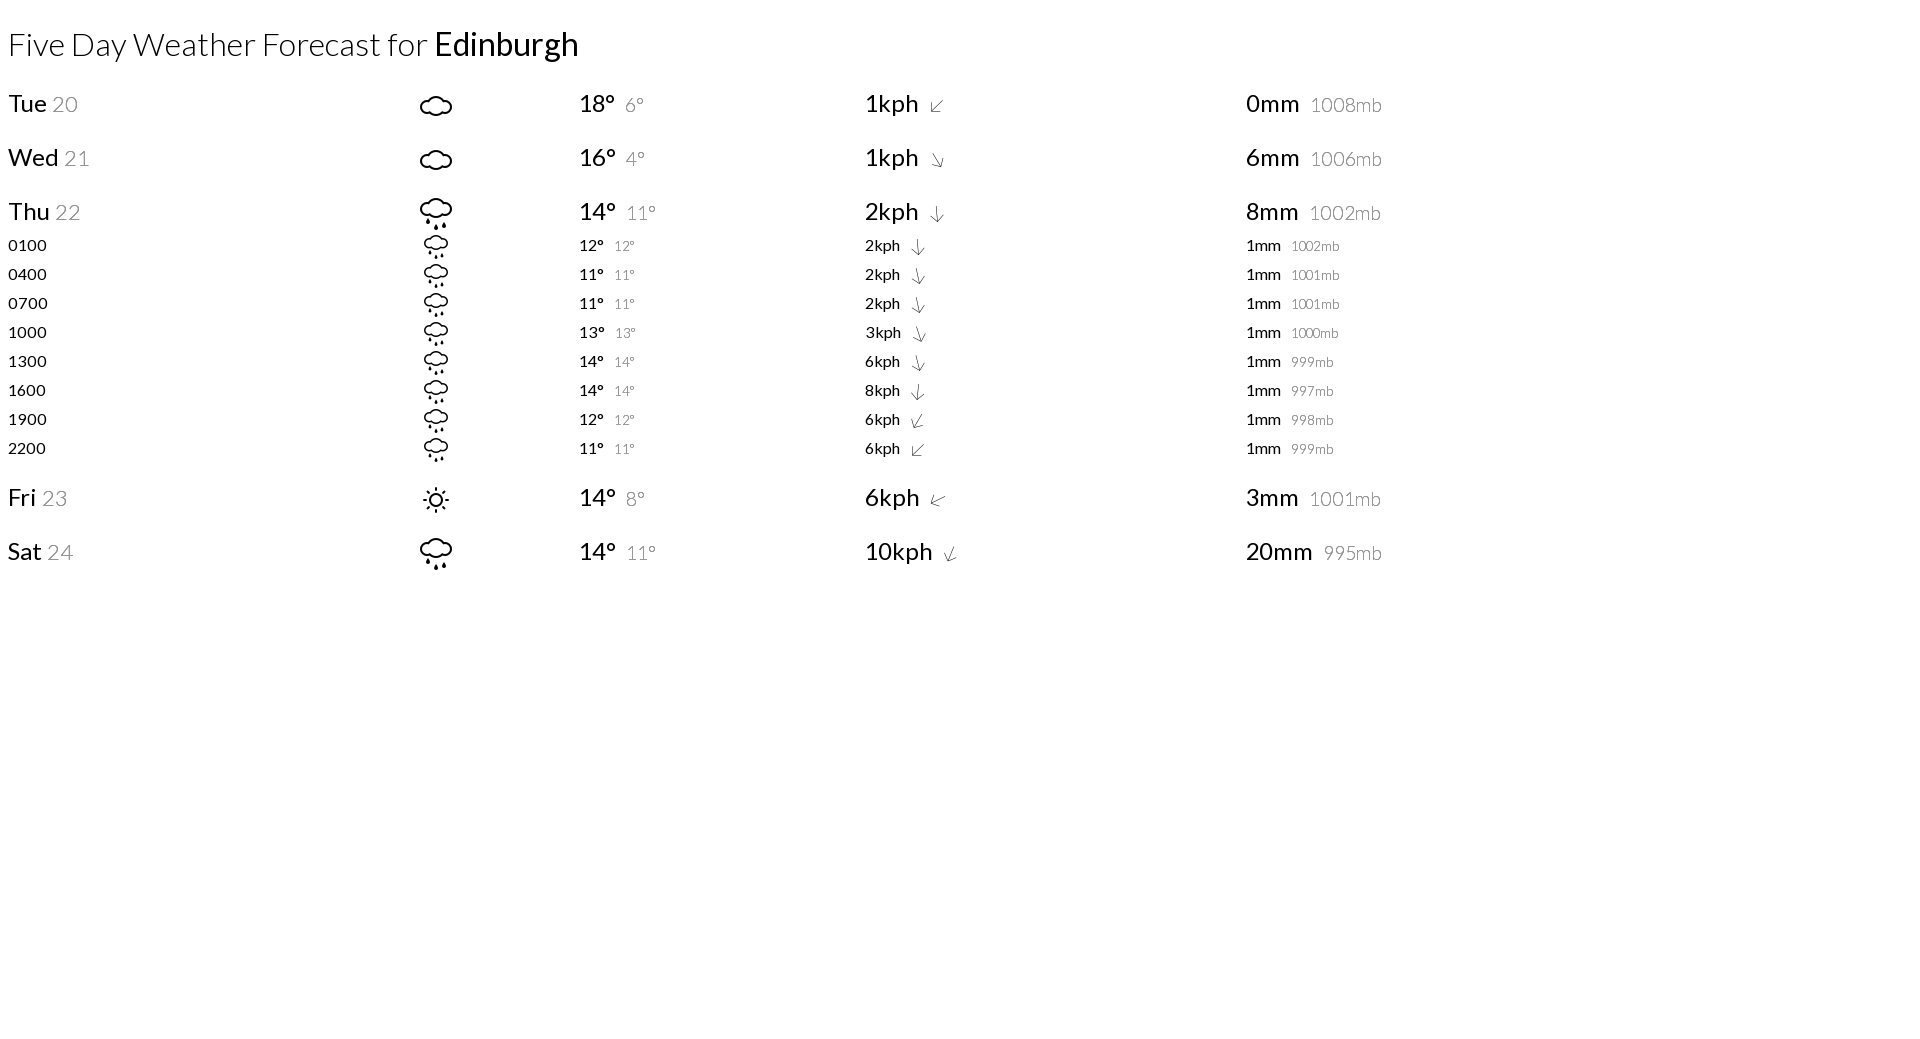 Five Day Weather Forecast for Edinburgh
Tue 20 18° 6° 1kph 0mm 1008mb
Wed 21 16° 4° 1kph 6mm 1006mb
Thu 22 14° 11° 2kph 8mm 1002mb
0100 12° 12° 2kph 1mm 1002mb
0400 11° 11° 2kph 1mm 1001mb
0700 11° 11° 2kph 1mm 1001mb
1000 13° 13° 3kph 1mm 1000mb
1300 14° 14° 6kph 1mm 999mb
1600 14° 14° 8kph 1mm 997mb
1900 12° 12° 6kph 1mm 998mb
2200 11° 11° 6kph 1mm 999mb
Fri 23 14° 8° 6kph 3mm 1001mb
Sat 24 14° 11° 10kph 20mm 995mb